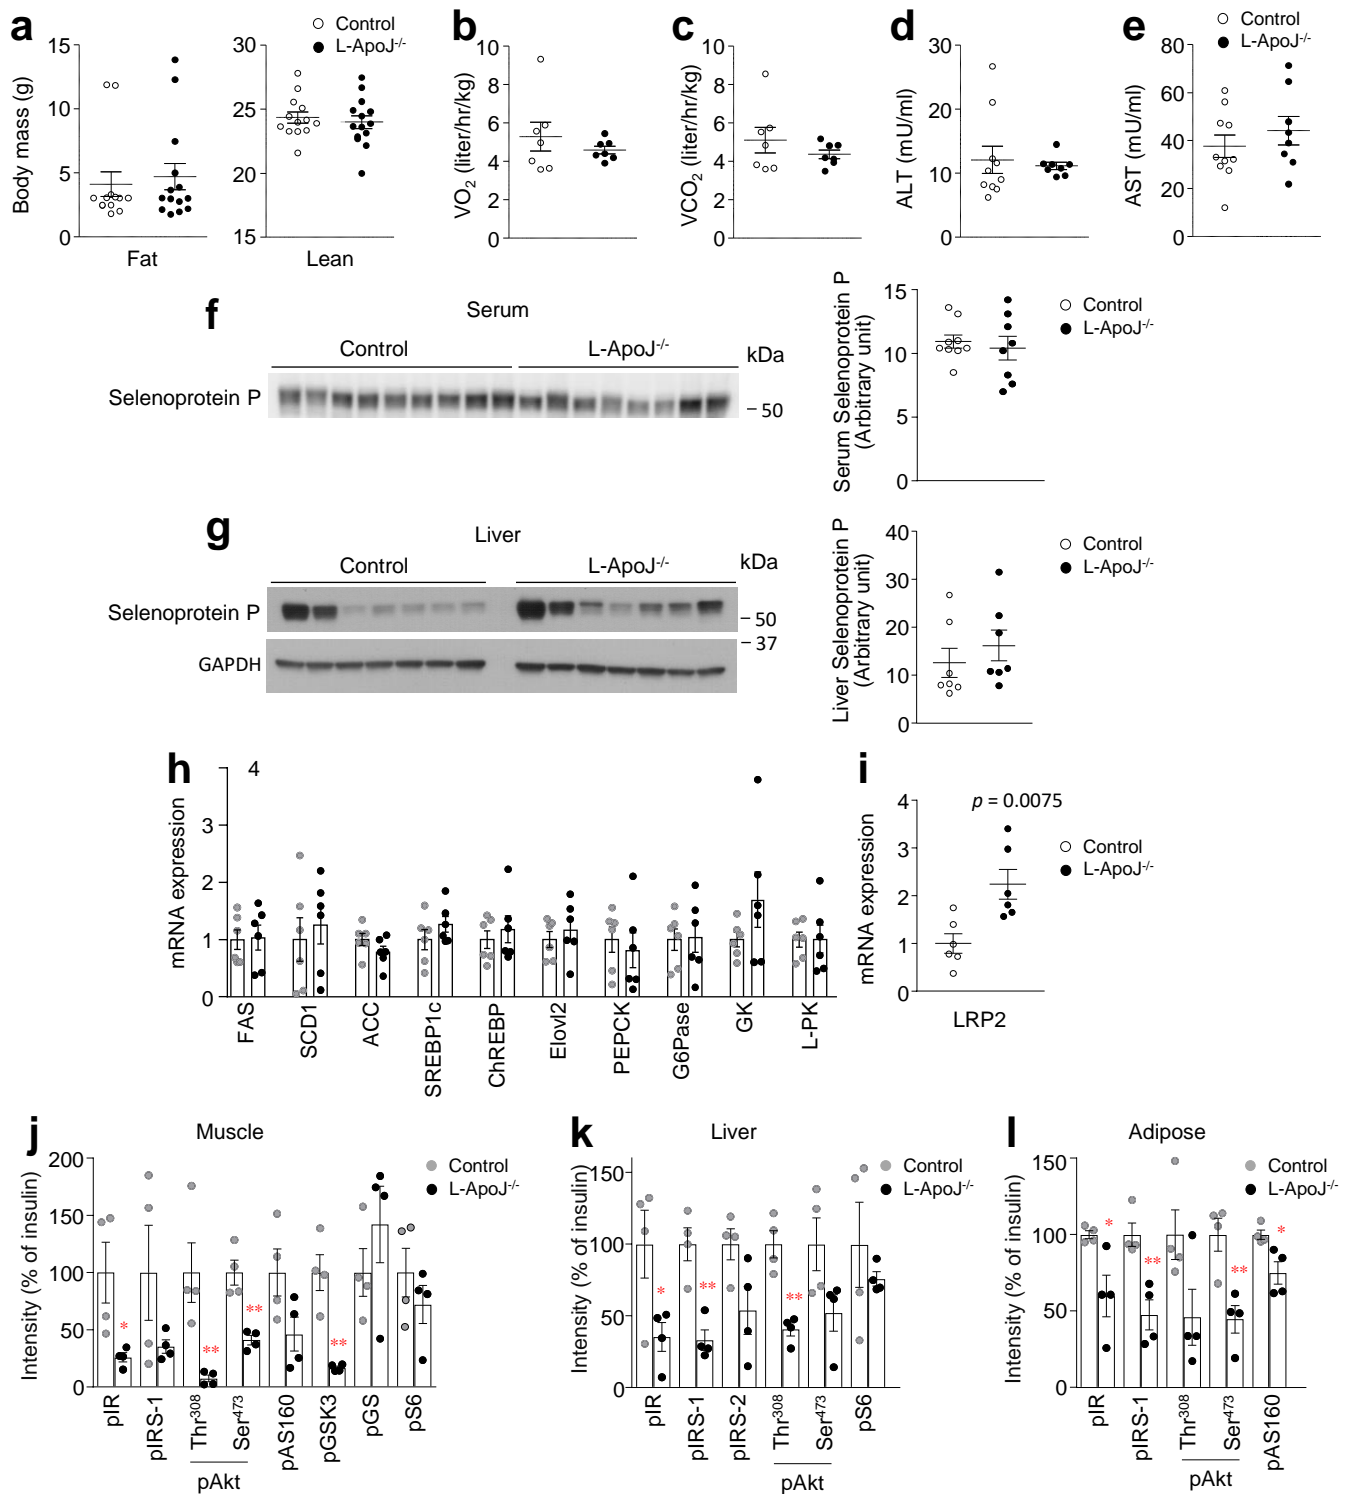 a
Control
L-ApoJ-/-
Body mass (g)
15
10
5
0
Fat
30
25
20
15
Lean
b
VO2 (liter/hr/kg)
10
8
6
4
2
0
c
VCO2 (liter/hr/kg)
10
8
6
4
2
0
d
ALT (mU/ml)
30
20
10
0
e
Control
L-ApoJ-/-
AST (mU/ml)
80
60
40
20
0
f
Serum
Control
L-ApoJ-/-
kDa
Selenoprotein P
50
Serum Selenoprotein P
(Arbitrary unit)
15
10
5
0
Control
L-ApoJ-/-
g
Liver
Control
L-ApoJ-/-
kDa
Selenoprotein P
50
37
GAPDH
Liver Selenoprotein P
(Arbitrary unit)
40
30
20
10
0
Control
L-ApoJ-/-
h
mRNA expression
4
3
2
1
0
FAS
SCD1
ACC
SREBP1c
ChREBP
Elovl2
PEPCK
G6Pase
GK
L-PK
i
mRNA expression
p = 0.0075
4
3
2
1
0
LRP2
Control
L-ApoJ-/-
j
Muscle
Intensity (% of insulin)
200
150
100
50
0
Control
L-ApoJ-/-
*
**
**
**
pIR
pIRS-1
Thr308
Ser473
pAkt
pAS160
pGSK3
pGS
pS6
k
Liver
Intensity (% of insulin)
150
100
50
0
Control
L-ApoJ-/-
*
**
**
pIR
pIRS-1
pIRS-2
Thr308
Ser473
pAkt
pS6
l
Adipose
Intensity (% of insulin)
150
100
50
0
Control
L-ApoJ-/-
*
**
**
*
pIR
pIRS-1
Thr308
Ser473
pAkt
pAS160